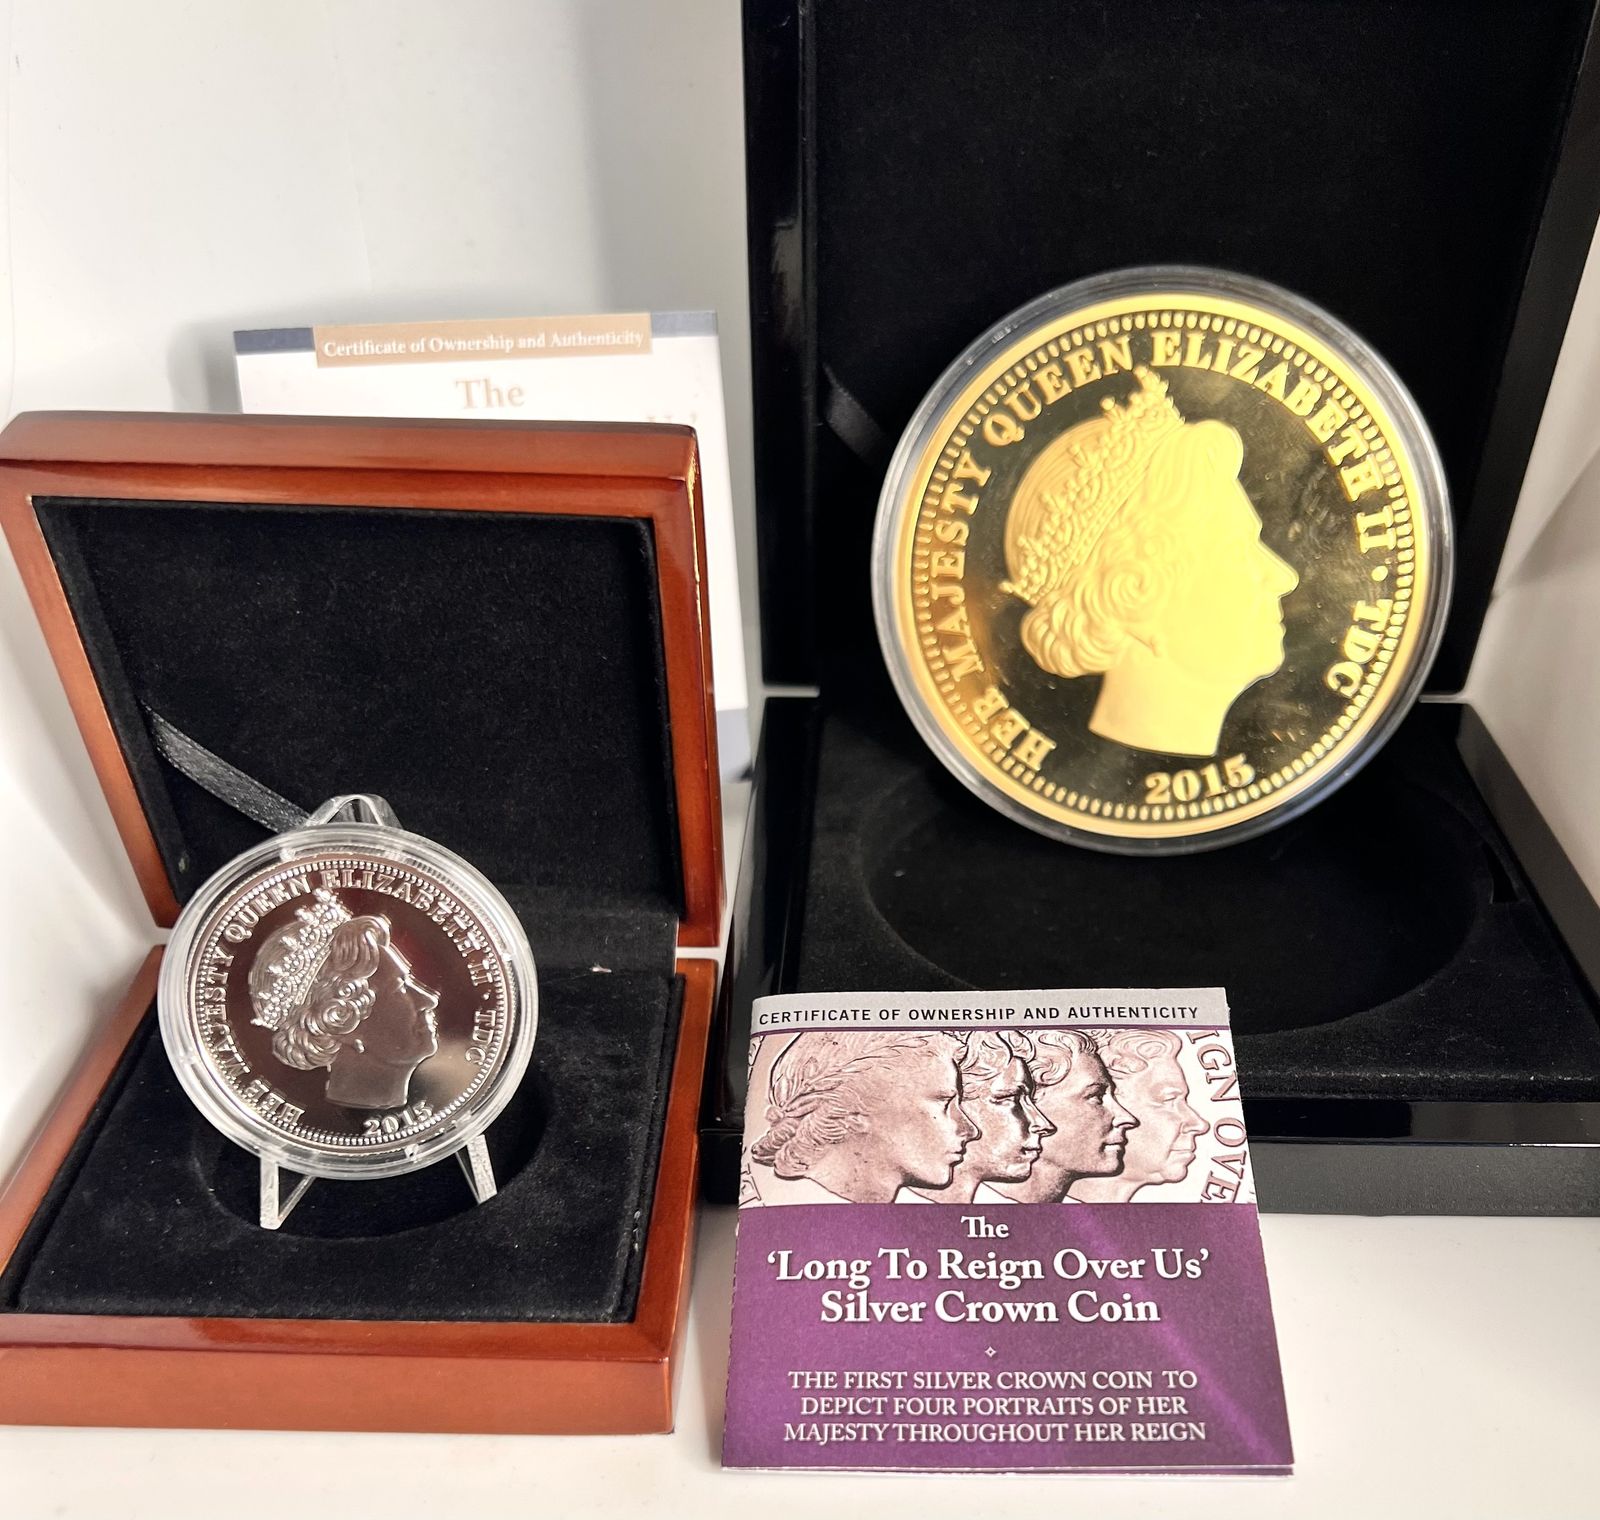 Certificate of Ownership and Authenticity
The
HER MAJESTY QUEEN ELIZABETH II · TDC
2015
HER MAJESTY QUEEN ELIZABETH II · TDC
2015
CERTIFICATE OF OWNERSHIP AND AUTHENTICITY
IGN OVE
The
‘Long To Reign Over Us’
Silver Crown Coin
THE FIRST SILVER CROWN COIN TO
DEPICT FOUR PORTRAITS OF HER
MAJESTY THROUGHOUT HER REIGN